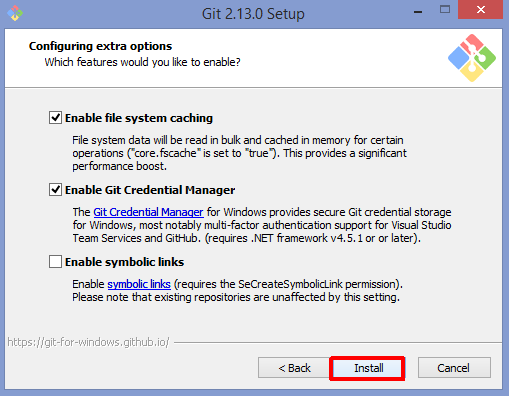 Git 2.13.0 Setup
Configuring extra options
Which features would you like to enable?
Enable file system caching
File system data will be read in bulk and cached in memory for certain
operations ("core.fscache" is set to "true"). This provides a significant
performance boost.
Enable Git Credential Manager
The Git Credential Manager for Windows provides secure Git credential storage
for Windows, most notably multi-factor authentication support for Visual Studio
Team Services and GitHub. (requires .NET framework v4.5.1 or or later).
Enable symbolic links
Enable symbolic links (requires the SeCreateSymbolicLink permission).
Please note that existing repositories are unaffected by this setting.
https://git-for-windows.github.io/
< Back Install Cancel